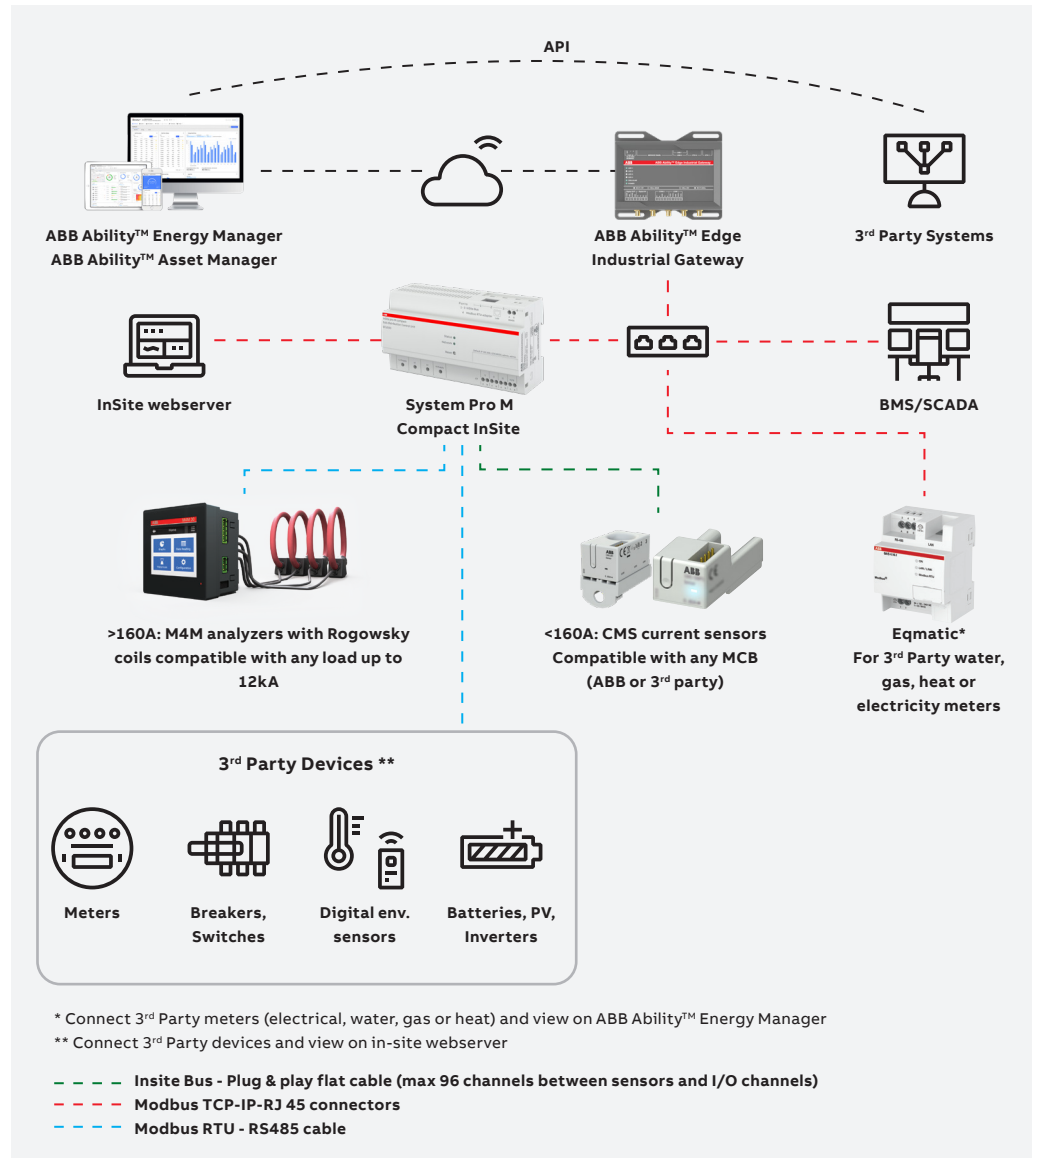 API
ABB Ability™ Energy Manager
ABB Ability™ Asset Manager
ABB Ability™ Edge
Industrial Gateway
3rd Party Systems
InSite webserver
System Pro M
Compact InSite
BMS/SCADA
>160A: M4M analyzers with Rogowsky
coils compatible with any load up to
12kA
ABB
ABB
<160A: CMS current sensors
Compatible with any MCB
(ABB or 3rd party)
Eqmatic*
For 3rd Party water,
gas, heat or
electricity meters
3rd Party Devices **
Meters
Breakers,
Switches
Digital env.
sensors
Batteries, PV,
Inverters
* Connect 3rd Party meters (electrical, water, gas or heat) and view on ABB Ability™ Energy Manager
** Connect 3rd Party devices and view on in-site webserver
Insite Bus - Plug & play flat cable (max 96 channels between sensors and I/O channels)
Modbus TCP-IP-RJ 45 connectors
Modbus RTU - RS485 cable